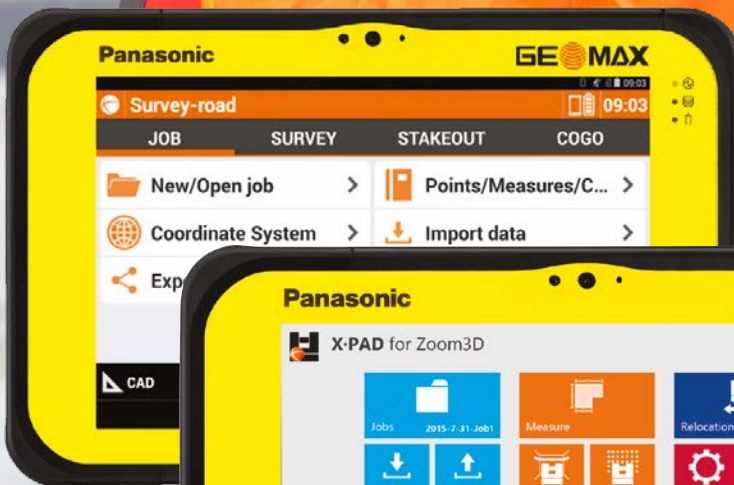 Panasonic
GEOMAX
09:03
Survey-road 09:03
JOB SURVEY STAKEOUT COGO
New/Open job
Points/Measures/C...
Coordinate System
Import data
Exp
CAD
Panasonic
X-PAD for Zoom3D
Jobs 2015-7-31-Job1
Measure
Relocation